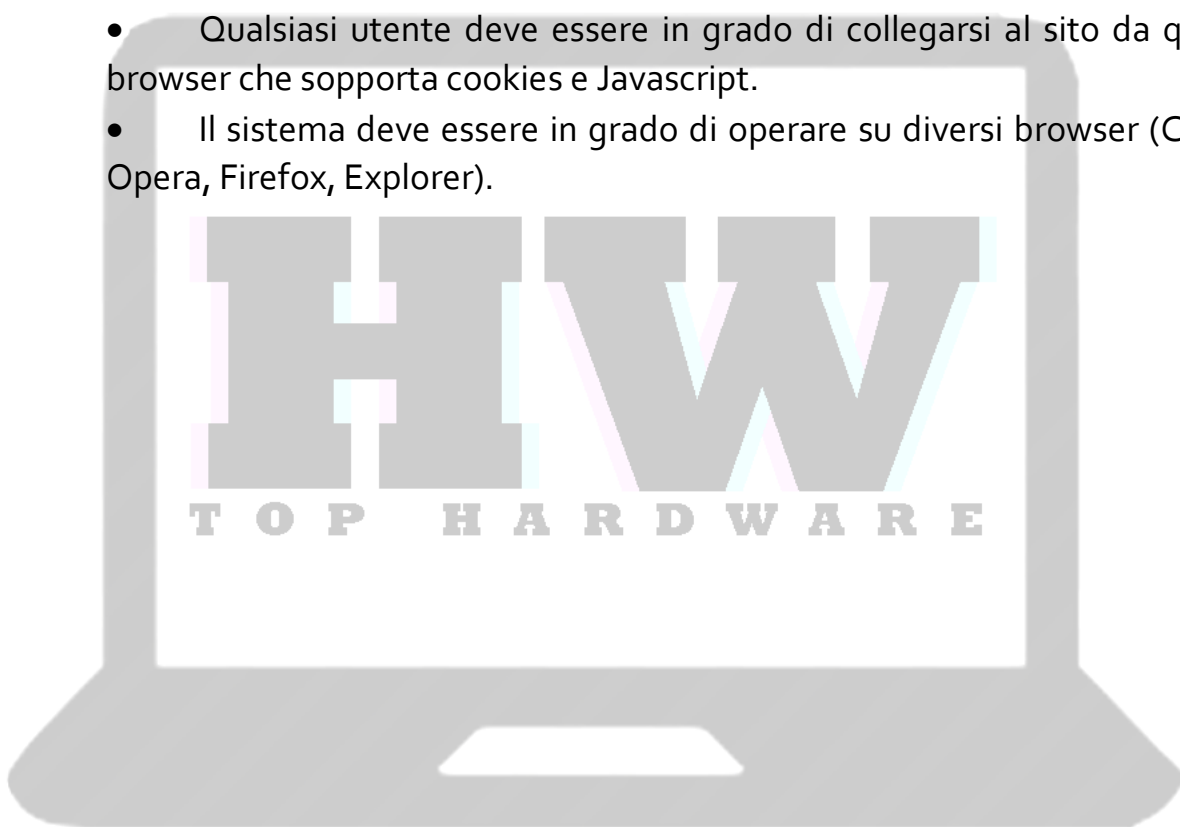 • Qualsiasi utente deve essere in grado di collegarsi al sito da
browser che sopporta cookies e Javascript.
• Il sistema deve essere in grado di operare su diversi browser (
Opera, Firefox, Explorer).
HW
TOP HARDWARE